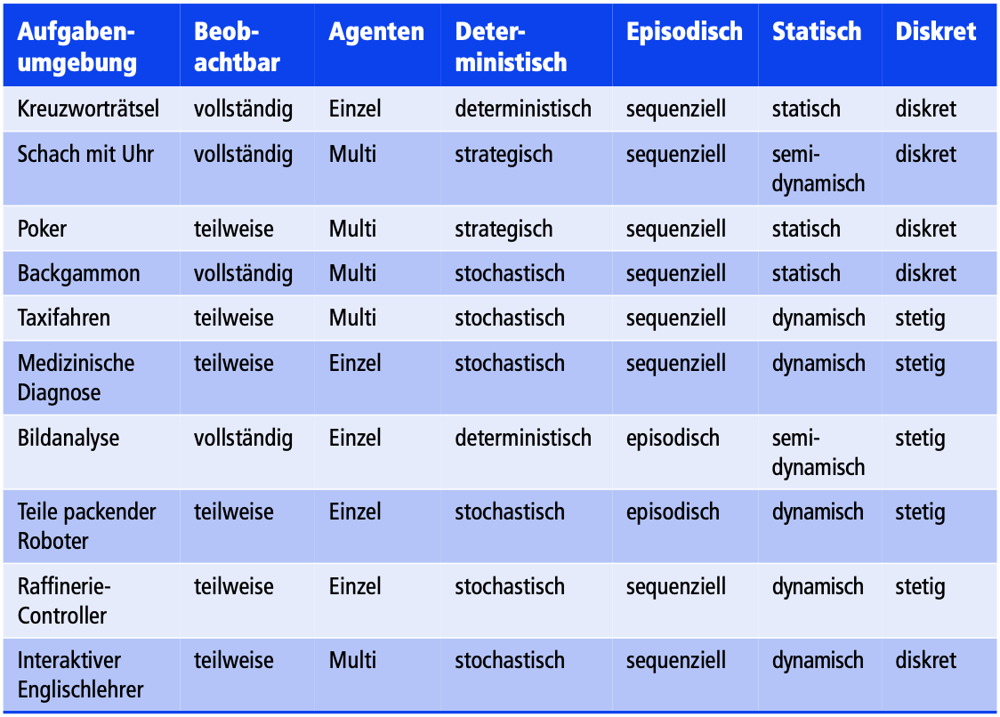 Aufgaben- Beob- Agenten Deter- Episodisch Statisch Diskret
umgebung achtbar ministisch
Kreuzworträtsel vollständig Einzel deterministisch sequenziell statisch diskret
Schach mit Uhr vollständig Multi strategisch sequenziell semi- diskret
dynamisch
Poker teilweise Multi strategisch sequenziell statisch diskret
Backgammon vollständig Multi stochastisch sequenziell statisch diskret
Taxifahren teilweise Multi stochastisch sequenziell dynamisch stetig
Medizinische teilweise Einzel stochastisch sequenziell dynamisch stetig
Diagnose
Bildanalyse vollständig Einzel deterministisch episodisch semi- stetig
dynamisch
Teile packender teilweise Einzel stochastisch episodisch dynamisch stetig
Roboter
Raffinerie- teilweise Einzel stochastisch sequenziell dynamisch stetig
Controller
Interaktiver teilweise Multi stochastisch sequenziell dynamisch diskret
Englischlehrer